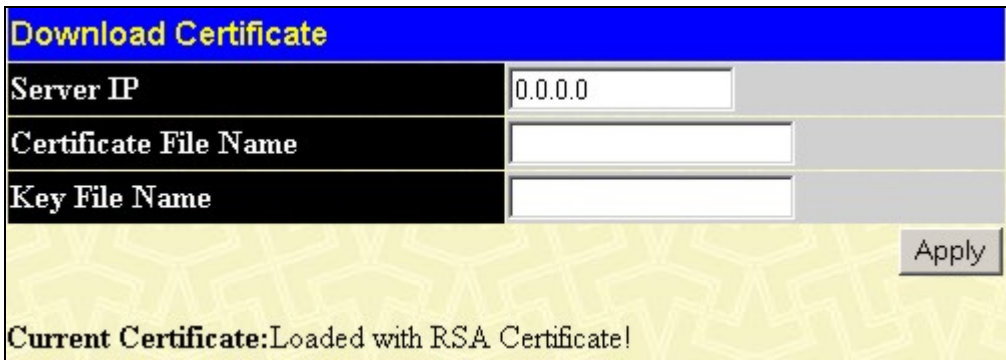 Download Certificate
Server IP 0.0.0.0
Certificate File Name
Key File Name
Apply
Current Certificate:Loaded with RSA Certificate!